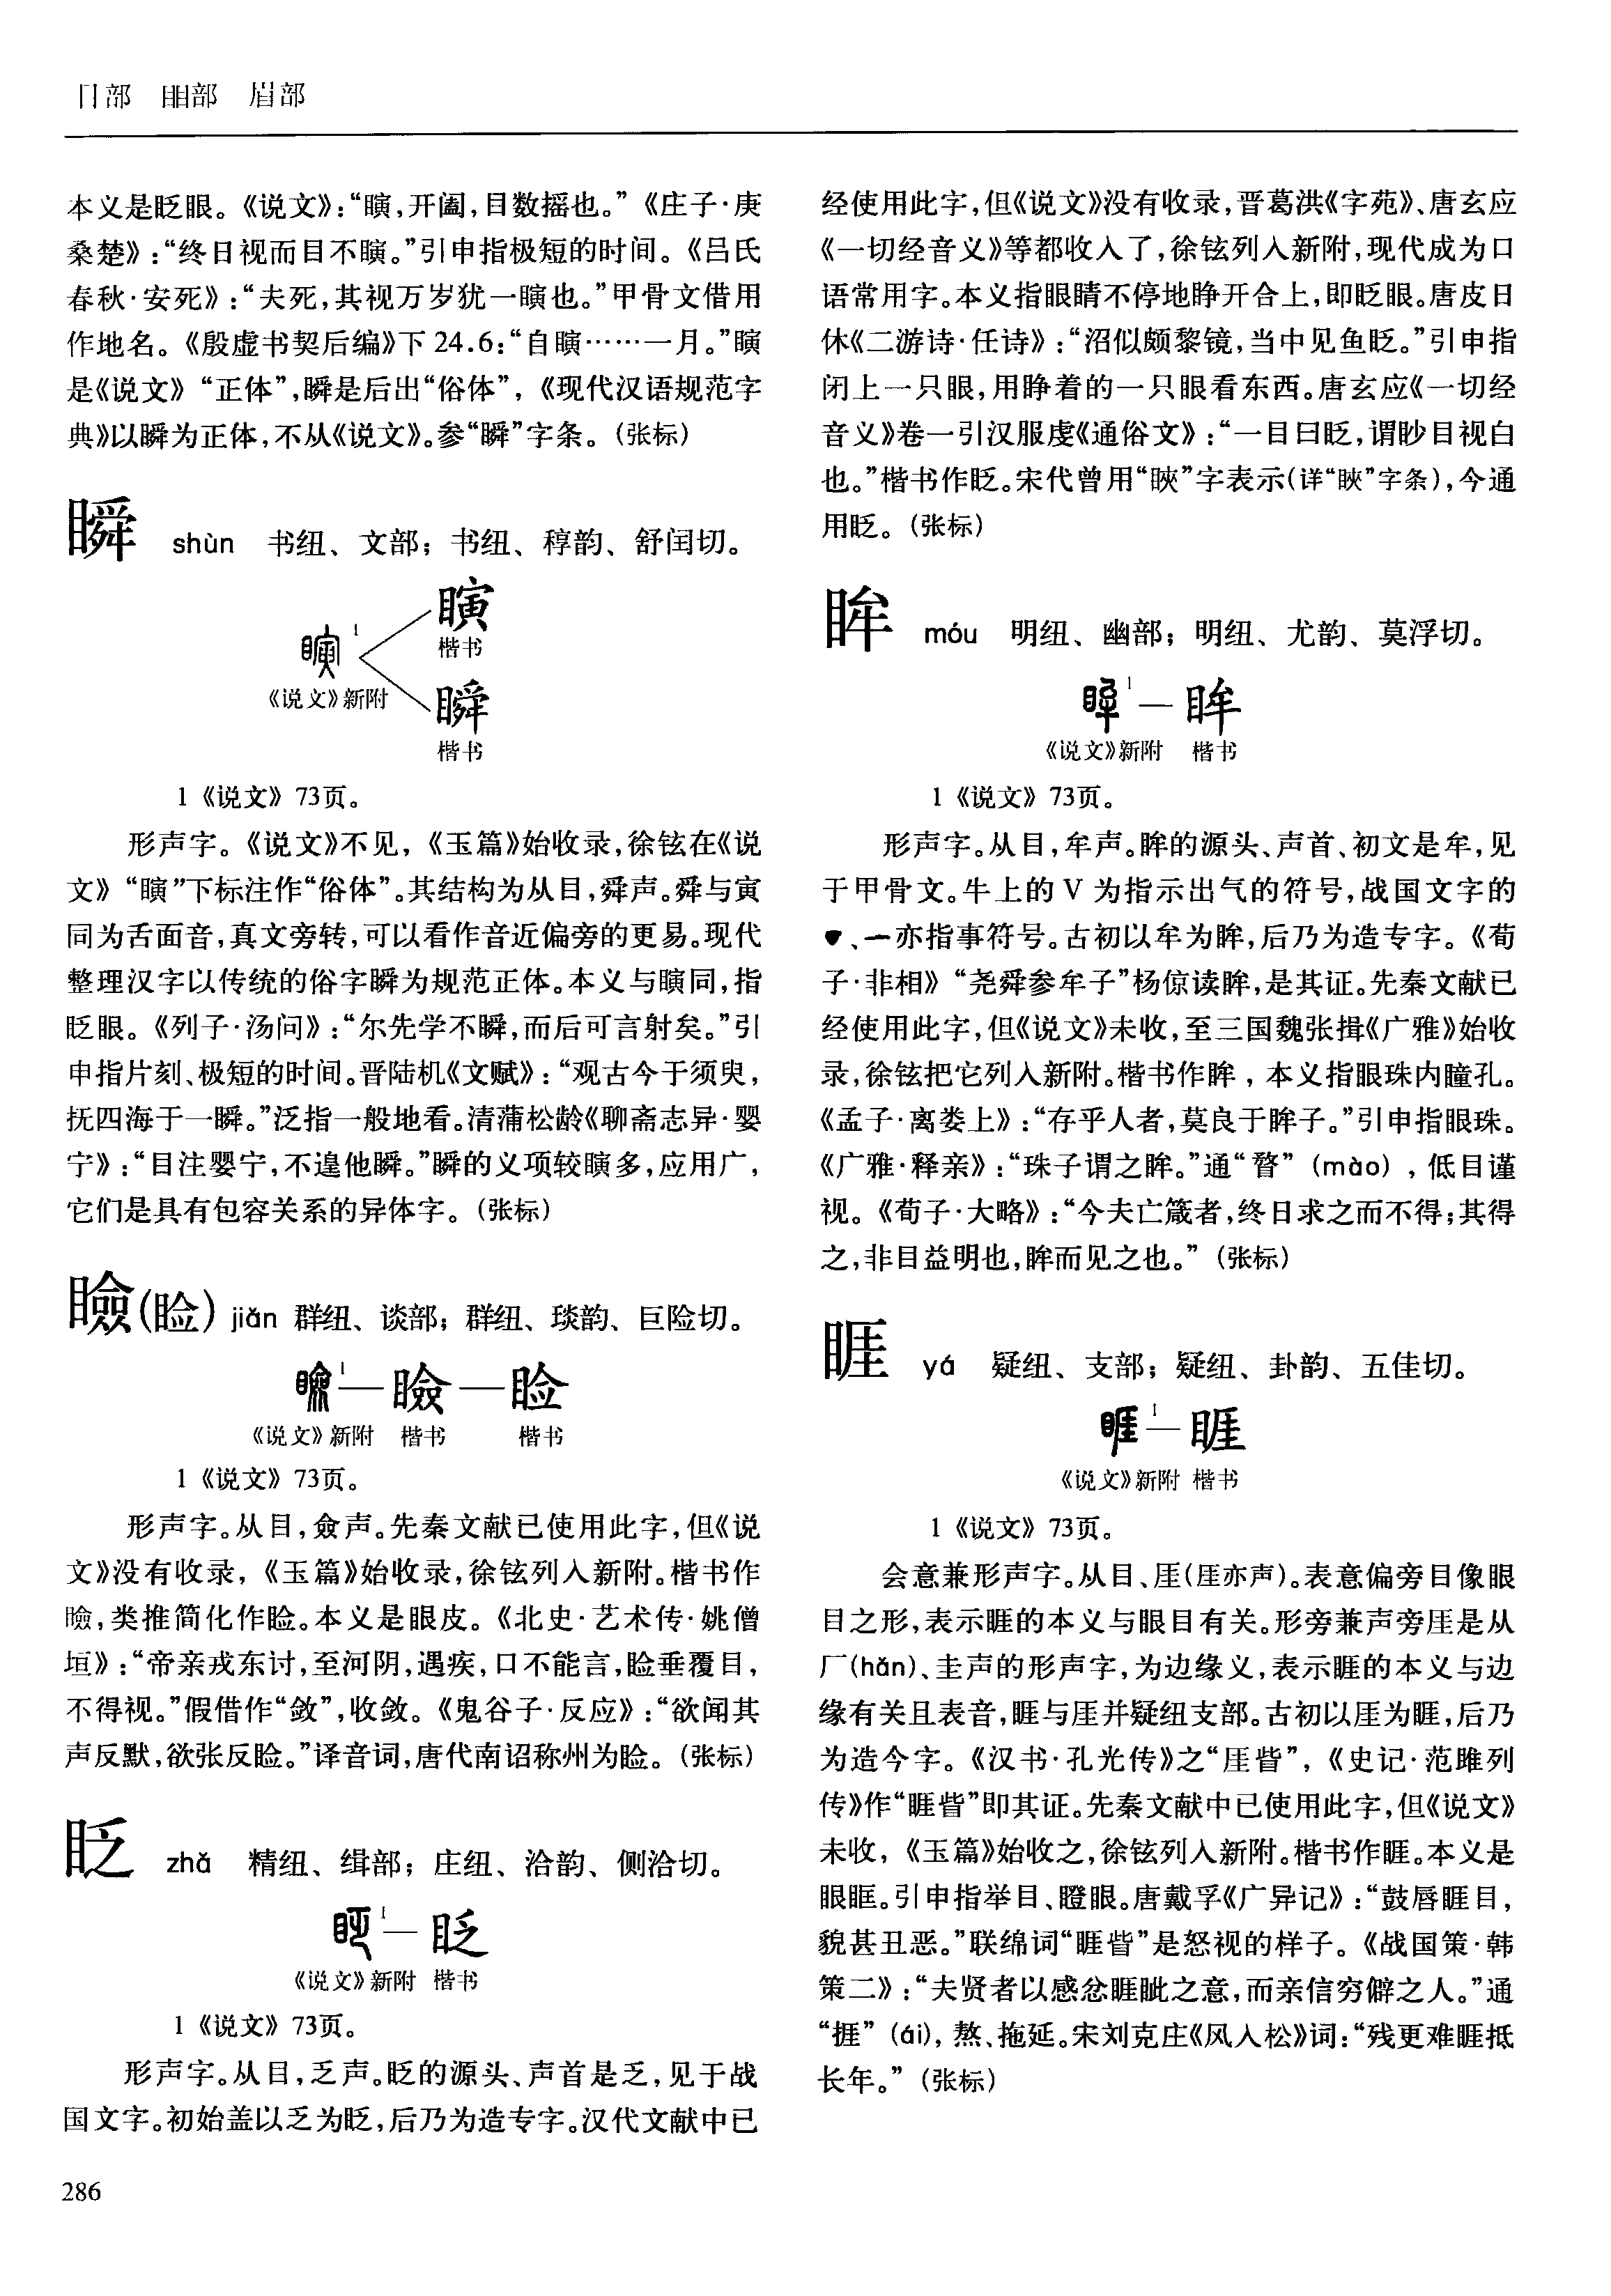 目部 䀠部 眉部
本义是眨眼。《说文》:“瞚,开阖,目数摇也。”《庄子·庚
桑楚》:“终日视而目不瞚。”引申指极短的时间。《吕氏
春秋·安死》:“夫死,其视万岁犹一瞚也。”甲骨文借用
作地名。《殷虚书契后编》下24.6:“自瞚……一月。”瞚
是《说文》“正体”,瞬是后出“俗体”,《现代汉语规范字
典》以瞬为正体,不从《说文》。参“瞬”字条。(张标)
瞬 shùn 书纽、文部;书纽、稕韵、舒闰切。
瞚
楷书
瞚1
《说文》新附
瞬
楷书
1《说文》73页。
形声字。《说文》不见,《玉篇》始收录,徐铉在《说
文》“瞚”下标注作“俗体”。其结构为从目,舜声。舜与寅
同为舌面音,真文旁转,可以看作音近偏旁的更易。现代
整理汉字以传统的俗字瞬为规范正体。本义与瞚同,指
眨眼。《列子·汤问》:“尔先学不瞬,而后可言射矣。”引
申指片刻、极短的时间。晋陆机《文赋》:“观古今于须臾,
抚四海于一瞬。”泛指一般地看。清蒲松龄《聊斋志异·婴
宁》:“目注婴宁,不遑他瞬。”瞬的义项较瞚多,应用广,
它们是具有包容关系的异体字。(张标)
瞼(睑) jiǎn 群纽、谈部;群纽、琰韵、巨险切。
瞼1—瞼—睑
《说文》新附 楷书 楷书
1《说文》73页。
形声字。从目,僉声。先秦文献已使用此字,但《说
文》没有收录,《玉篇》始收录,徐铉列入新附。楷书作
瞼,类推简化作睑。本义是眼皮。《北史·艺术传·姚僧
垣》:“帝亲戎东讨,至河阴,遇疾,口不能言,睑垂覆目,
不得视。”假借作“敛”,收敛。《鬼谷子·反应》:“欲闻其
声反默,欲张反睑。”译音词,唐代南诏称州为睑。(张标)
眨 zhǎ 精纽、缉部;庄纽、洽韵、侧洽切。
眨1—眨
《说文》新附 楷书
1《说文》73页。
形声字。从目,乏声。眨的源头、声首是乏,见于战
国文字。初始盖以乏为眨,后乃为造专字。汉代文献中已
经使用此字,但《说文》没有收录,晋葛洪《字苑》、唐玄应
《一切经音义》等都收入了,徐铉列入新附,现代成为口
语常用字。本义指眼睛不停地睁开合上,即眨眼。唐皮日
休《二游诗·任诗》:“沼似颇黎镜,当中见鱼眨。”引申指
闭上一只眼,用睁着的一只眼看东西。唐玄应《一切经
音义》卷一引汉服虔《通俗文》:“一目曰眨,谓眇目视白
也。”楷书作眨。宋代曾用“䀹”字表示(详“䀹”字条),今通
用眨。(张标)
眸 móu 明纽、幽部;明纽、尤韵、莫浮切。
眸1—眸
《说文》新附 楷书
1《说文》73页。
形声字。从目,牟声。眸的源头、声首、初文是牟,见
于甲骨文。牛上的V为指示出气的符号,战国文字的
▼、━亦指事符号。古初以牟为眸,后乃为造专字。《荀
子·非相》“尧舜参牟子”杨倞读眸,是其证。先秦文献已
经使用此字,但《说文》未收,至三国魏张揖《广雅》始收
录,徐铉把它列入新附。楷书作眸,本义指眼珠内瞳孔。
《孟子·离娄上》:“存乎人者,莫良于眸子。”引申指眼珠。
《广雅·释亲》:“珠子谓之眸。”通“瞀”(mào),低目谨
视。《荀子·大略》:“今夫亡箴者,终日求之而不得;其得
之,非目益明也,眸而见之也。”(张标)
睚 yá 疑纽、支部;疑纽、卦韵、五佳切。
睚1—睚
《说文》新附 楷书
1《说文》73页。
会意兼形声字。从目、厓(厓亦声)。表意偏旁目像眼
目之形,表示睚的本义与眼目有关。形旁兼声旁厓是从
厂(hǎn)、圭声的形声字,为边缘义,表示睚的本义与边
缘有关且表音,睚与厓并疑纽支部。古初以厓为睚,后乃
为造今字。《汉书·孔光传》之“厓眥”,《史记·范雎列
传》作“睚眥”即其证。先秦文献中已使用此字,但《说文》
未收,《玉篇》始收之,徐铉列入新附。楷书作睚。本义是
眼眶。引申指举目、瞪眼。唐戴孚《广异记》:“鼓唇睚目,
貌甚丑恶。”联绵词“睚眥”是怒视的样子。《战国策·韩
策二》:“夫贤者以感忿睚眦之意,而亲信穷僻之人。”通
“捱”(ái),熬、拖延。宋刘克庄《风入松》词:“残更难睚抵
长年。”(张标)
286